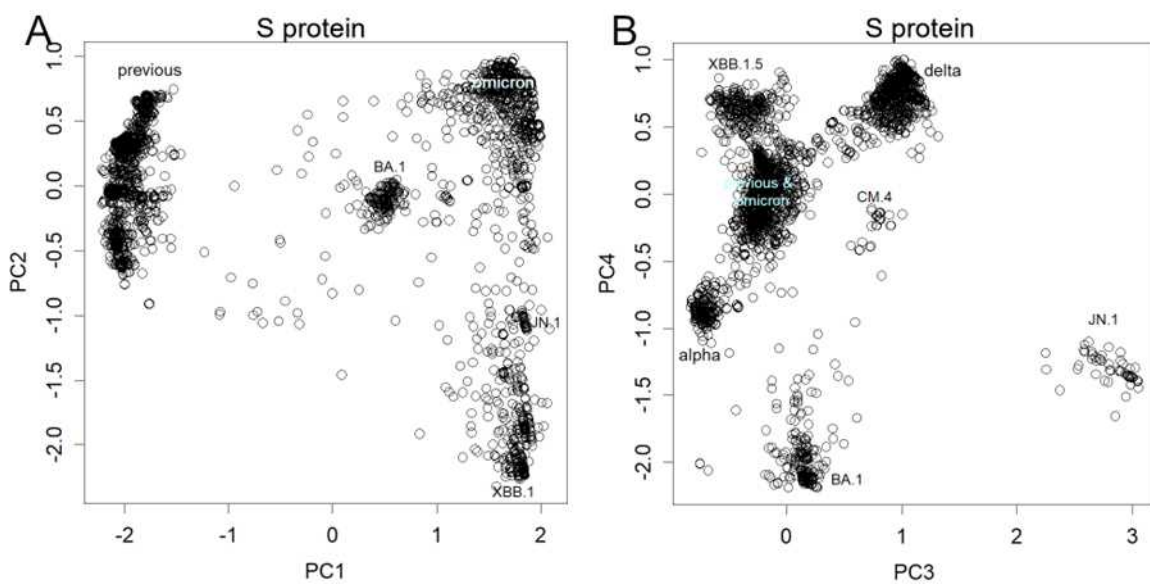 A
S protein
previous
omicron
BA.1
JN.1
XBB.1
PC2
1.0
0.5
0.0
-0.5
-1.0
-1.5
-2.0
-2
-1
0
1
2
PC1
B
S protein
XBB.1.5
delta
previous &
omicron
CM.4
JN.1
alpha
BA.1
PC4
1.0
0.5
0.0
-0.5
-1.0
-1.5
-2.0
0
1
2
3
PC3